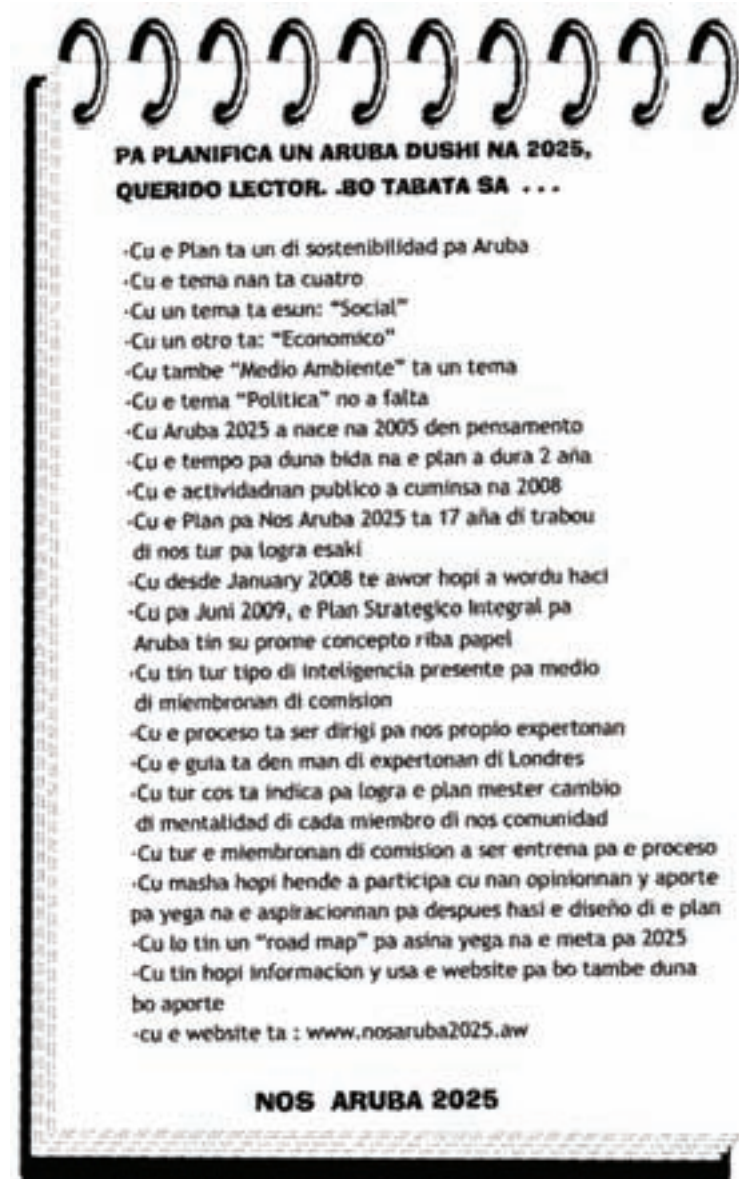 PA PLANIFICA UN ARUBA DUSHI NA 2025,
QUERIDO LECTOR. .BO TABATA SA ...
-Cu e Plan ta un di sostenibilidad pa Aruba
-Cu e tema nan ta cuatro
-Cu un tema ta esun: "Social"
-Cu un otro ta: "Economico"
-Cu tambe "Medio Ambiente" ta un tema
-Cu e tema "Politica" no a falta
-Cu Aruba 2025 a nace na 2005 den pensamento
-Cu e tempo pa duna bida na e plan a dura 2 aña
-Cu e actividadnan publico a cuminsa na 2008
-Cu e Plan pa Nos Aruba 2025 ta 17 aña di trabou
di nos tur pa logra esaki
-Cu desde January 2008 te awor hopi a wordu haci
-Cu pa Juni 2009, e Plan Strategico Integral pa
Aruba tin su prome concepto riba papel
-Cu tin tur tipo di inteligencia presente pa medio
di miembronan di comision
-Cu e proceso ta ser dirigi pa nos propio expertonan
-Cu e guia ta den man di expertonan di Londres
-Cu tur cos ta indica pa logra e plan mester cambio
di mentalidad di cada miembro di nos comunidad
-Cu tur e miembronan di comision a ser entrena pa e proceso
-Cu masha hopi hende a participa cu nan opinionnan y aporte
pa yega na e aspiracionnan pa despues hasi e diseño di e plan
-Cu lo tin un "road map" pa asina yega na e meta pa 2025
-Cu tin hopi informacion y usa e website pa bo tambe duna
bo aporte
-cu e website ta : www.nosaruba2025.aw
NOS ARUBA 2025